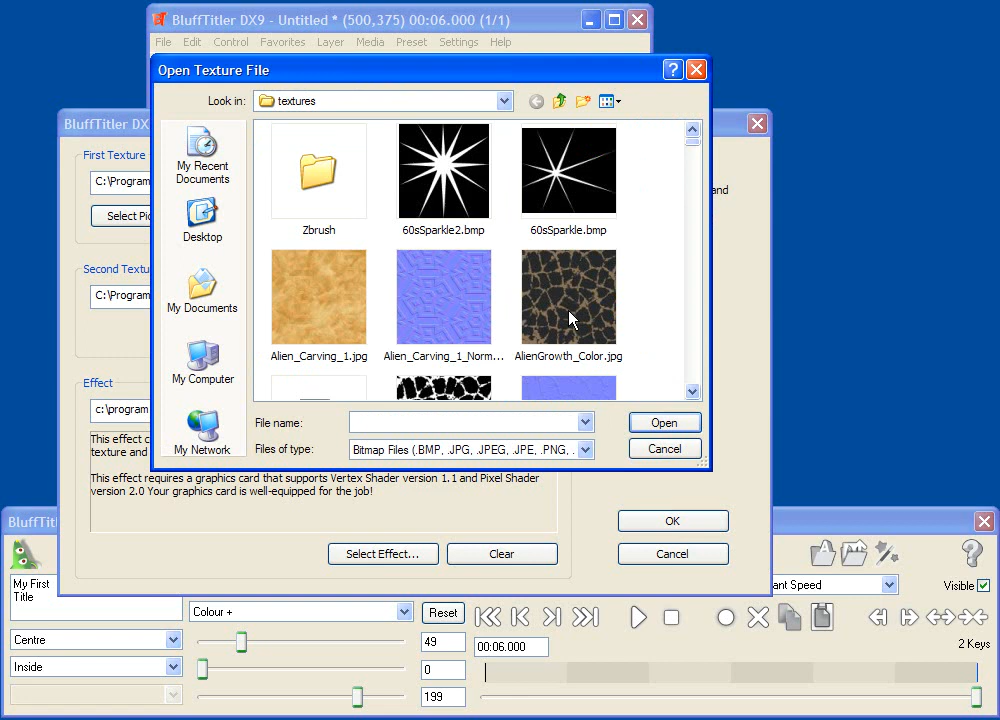 BluffTitler DX9 - Untitled * (500,375) 00:06.000 (1/1)
File Edit Control Favorites Layer Media Preset Settings Help
Open Texture File
Look in: textures
My Recent
Documents
Desktop
My Documents
My Computer
My Network
Zbrush
60sSparkle2.bmp
60sSparkle.bmp
Alien_Carving_1.jpg
Alien_Carving_1_Norm...
AlienGrowth_Color.jpg
File name:
Open
Files of type: Bitmap Files (.BMP, .JPG, .JPEG, .JPE, .PNG, .
Cancel
BluffTitler DX
First Texture
C:\Program
and
Select Pic
Second Textu
C:\Program
Effect
c:\program
This effect c
texture and
This effect requires a graphics card that supports Vertex Shader version 1.1 and Pixel Shader
version 2.0 Your graphics card is well-equipped for the job!
Select Effect...
Clear
OK
Cancel
BluffTitl
My First
Title
ant Speed
Visible
Colour +
Reset
Centre
49
00:06.000
2 Keys
Inside
0
199